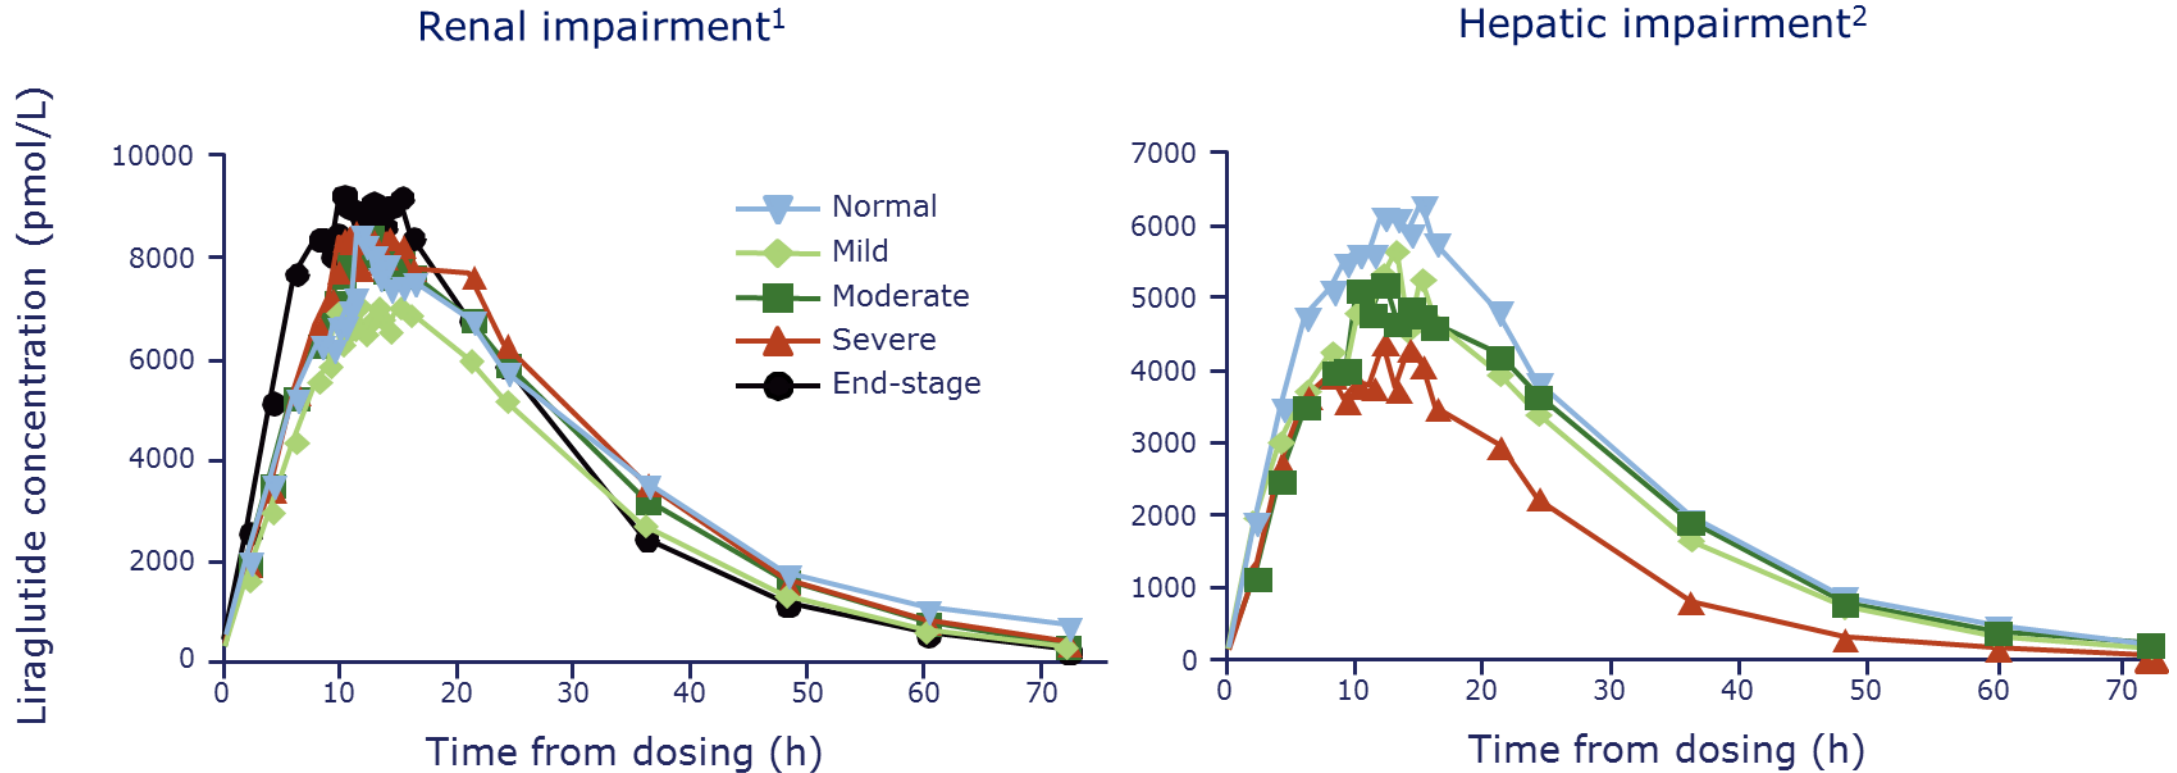 Renal impairment¹
Hepatic impairment²
Liraglutide concentration (pmol/L)
10000
8000
6000
4000
2000
0
0 10 20 30 40 50 60 70
Time from dosing (h)
Normal
Mild
Moderate
Severe
End-stage
7000
6000
5000
4000
3000
2000
1000
0
0 10 20 30 40 50 60 70
Time from dosing (h)